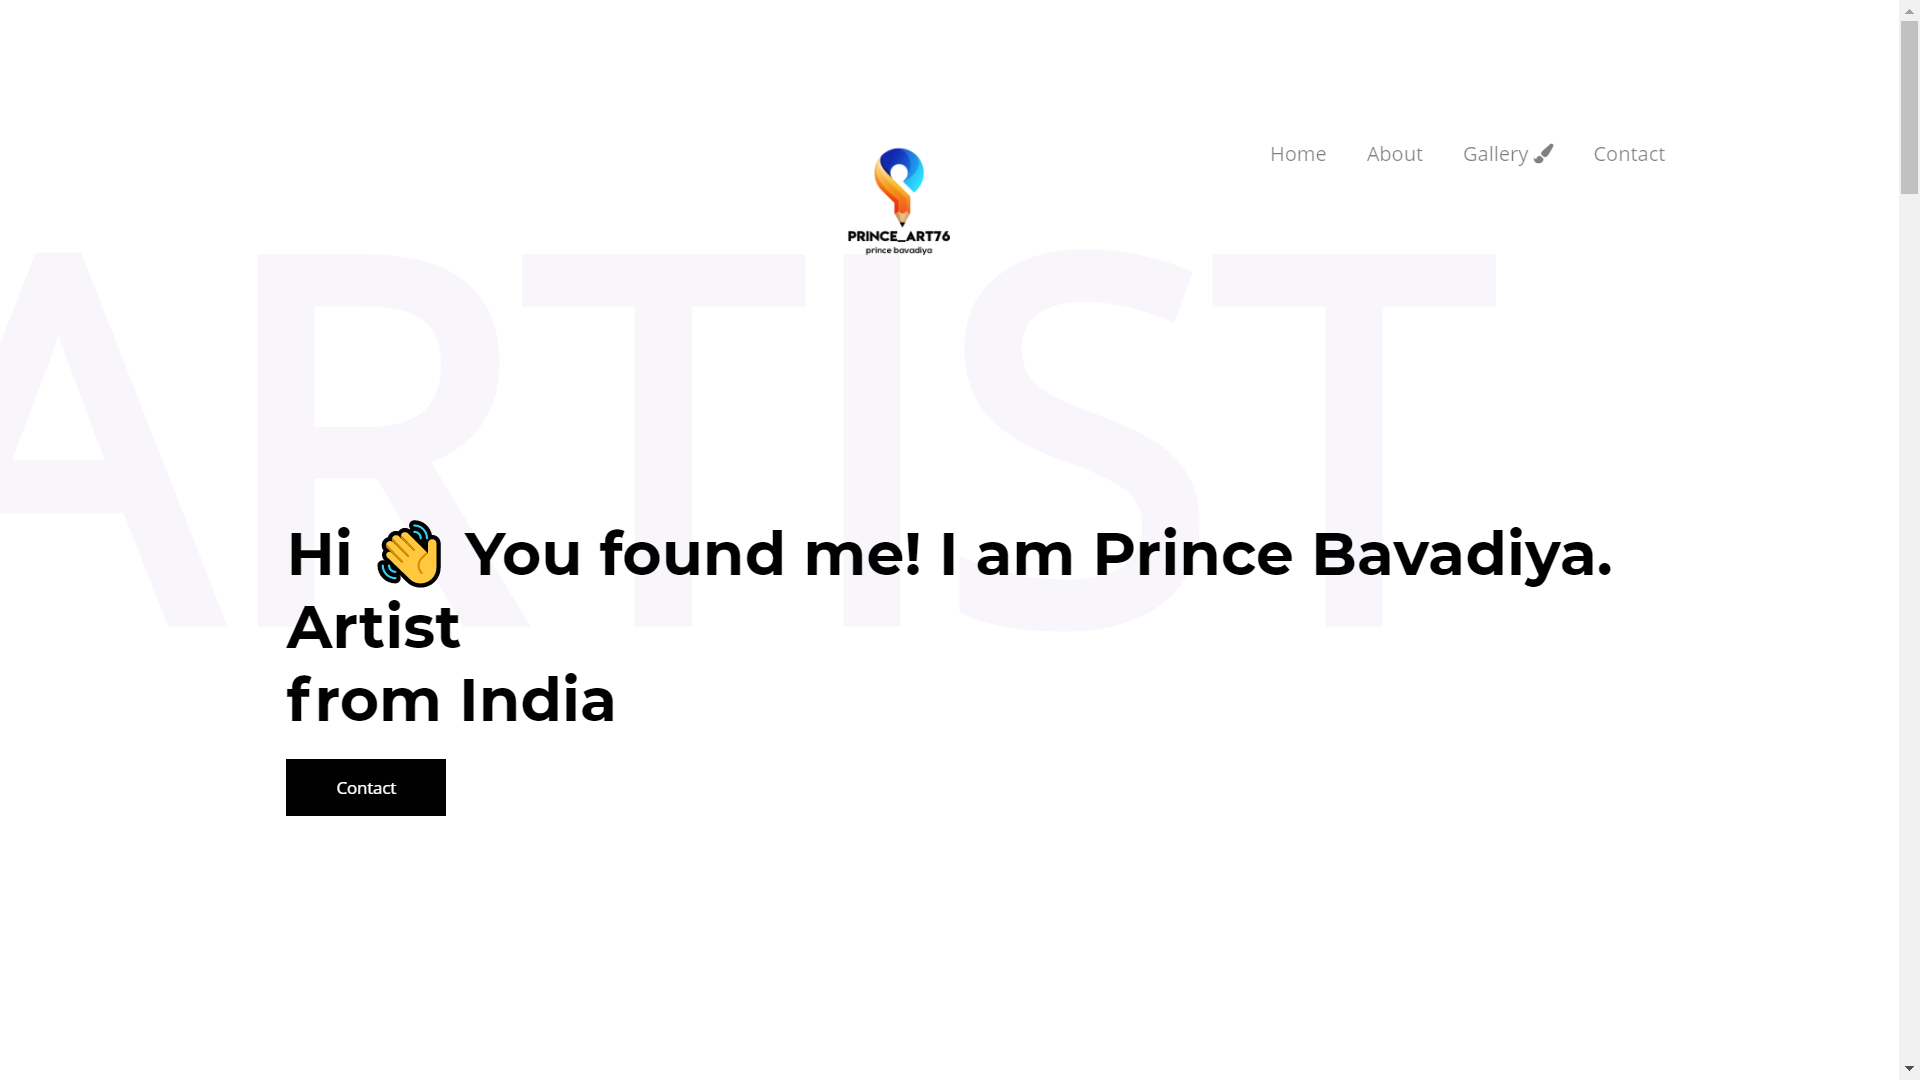 Home About Gallery Contact
PRINCE_ART76
prince bavadiya
ARTIST
Hi 👋 You found me! I am Prince Bavadiya.
Artist
from India
Contact